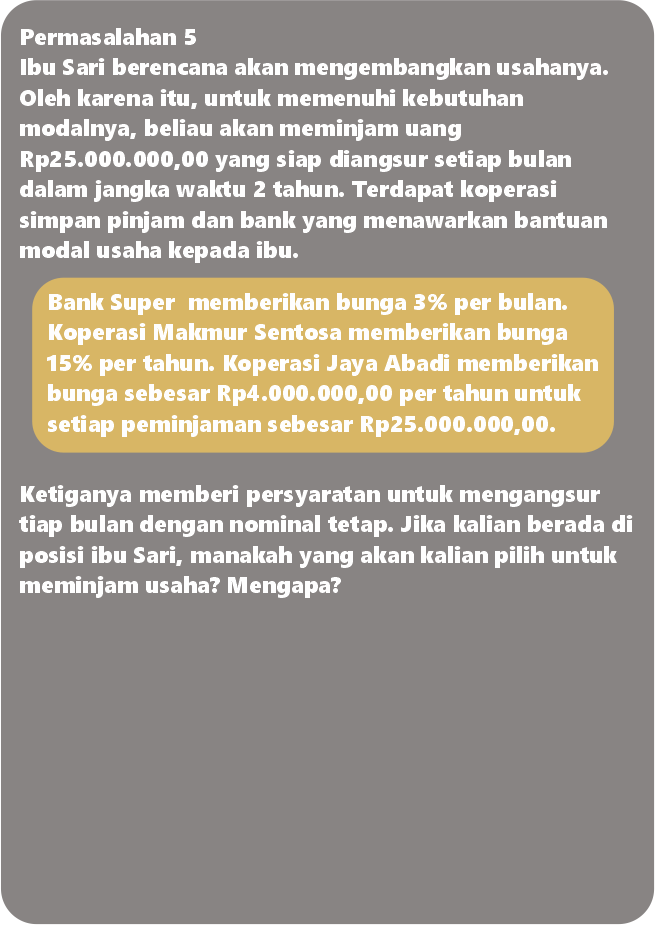 Permasalahan 5
Ibu Sari berencana akan mengembangkan usahanya.
Oleh karena itu, untuk memenuhi kebutuhan
modalnya, beliau akan meminjam uang
Rp25.000.000,00 yang siap diangsur setiap bulan
dalam jangka waktu 2 tahun. Terdapat koperasi
simpan pinjam dan bank yang menawarkan bantuan
modal usaha kepada ibu.
Bank Super  memberikan bunga 3% per bulan.
Koperasi Makmur Sentosa memberikan bunga
15% per tahun. Koperasi Jaya Abadi memberikan
bunga sebesar Rp4.000.000,00 per tahun untuk
setiap peminjaman sebesar Rp25.000.000,00.
Ketiganya memberi persyaratan untuk mengangsur
tiap bulan dengan nominal tetap. Jika kalian berada di
posisi ibu Sari, manakah yang akan kalian pilih untuk
meminjam usaha? Mengapa?